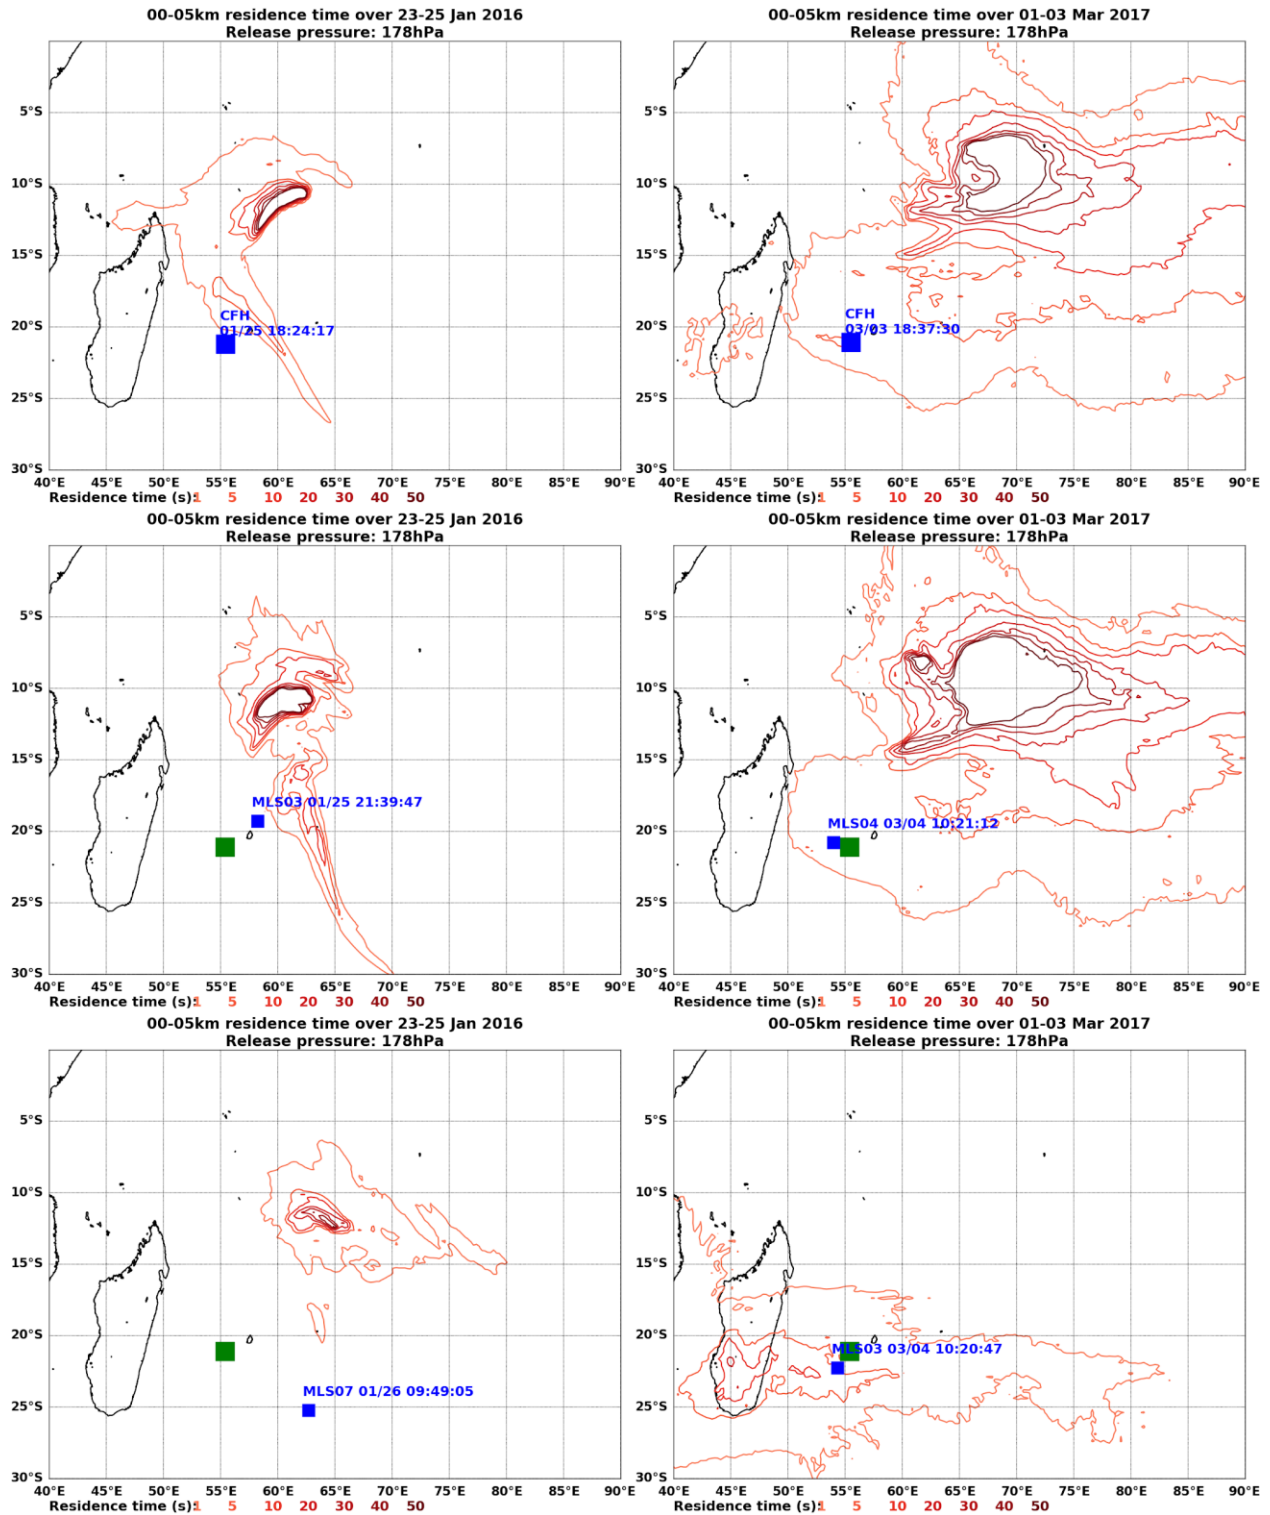 00-05km residence time over 23-25 Jan 2016
Release pressure: 178hPa
5°S
10°S
15°S
20°S
25°S
30°S
CFH
01/25 18:24:17
40°E 45°E 50°E 55°E 60°E 65°E 70°E 75°E 80°E 85°E 90°E
Residence time (s): 1 5 10 20 30 40 50
00-05km residence time over 01-03 Mar 2017
Release pressure: 178hPa
5°S
10°S
15°S
20°S
25°S
30°S
CFH
03/03 18:37:30
40°E 45°E 50°E 55°E 60°E 65°E 70°E 75°E 80°E 85°E 90°E
Residence time (s): 1 5 10 20 30 40 50
00-05km residence time over 23-25 Jan 2016
Release pressure: 178hPa
5°S
10°S
15°S
20°S
25°S
30°S
MLS03 01/25 21:39:47
40°E 45°E 50°E 55°E 60°E 65°E 70°E 75°E 80°E 85°E 90°E
Residence time (s): 1 5 10 20 30 40 50
00-05km residence time over 01-03 Mar 2017
Release pressure: 178hPa
5°S
10°S
15°S
20°S
25°S
30°S
MLS04 03/04 10:21:12
40°E 45°E 50°E 55°E 60°E 65°E 70°E 75°E 80°E 85°E 90°E
Residence time (s): 1 5 10 20 30 40 50
00-05km residence time over 23-25 Jan 2016
Release pressure: 178hPa
5°S
10°S
15°S
20°S
25°S
30°S
MLS07 01/26 09:49:05
40°E 45°E 50°E 55°E 60°E 65°E 70°E 75°E 80°E 85°E 90°E
Residence time (s): 1 5 10 20 30 40 50
00-05km residence time over 01-03 Mar 2017
Release pressure: 178hPa
5°S
10°S
15°S
20°S
25°S
30°S
MLS03 03/04 10:20:47
40°E 45°E 50°E 55°E 60°E 65°E 70°E 75°E 80°E 85°E 90°E
Residence time (s): 1 5 10 20 30 40 50